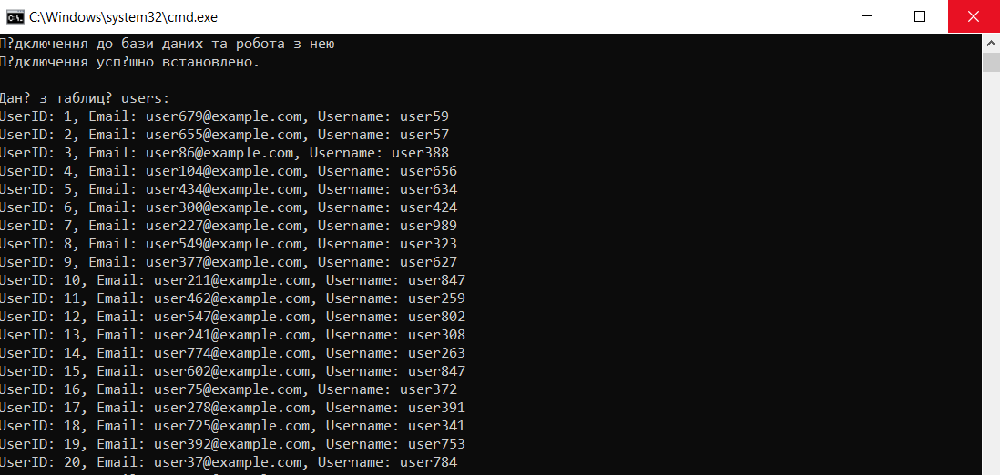 C:\Windows\system32\cmd.exe
П?дключення до бази даних та робота з нею
П?дключення усп?шно встановлено.
Дан? з таблиц? users:
UserID: 1, Email: user679@example.com, Username: user59
UserID: 2, Email: user655@example.com, Username: user57
UserID: 3, Email: user86@example.com, Username: user388
UserID: 4, Email: user104@example.com, Username: user656
UserID: 5, Email: user434@example.com, Username: user634
UserID: 6, Email: user300@example.com, Username: user424
UserID: 7, Email: user227@example.com, Username: user989
UserID: 8, Email: user549@example.com, Username: user323
UserID: 9, Email: user377@example.com, Username: user627
UserID: 10, Email: user211@example.com, Username: user847
UserID: 11, Email: user462@example.com, Username: user259
UserID: 12, Email: user547@example.com, Username: user802
UserID: 13, Email: user241@example.com, Username: user308
UserID: 14, Email: user774@example.com, Username: user263
UserID: 15, Email: user602@example.com, Username: user847
UserID: 16, Email: user75@example.com, Username: user372
UserID: 17, Email: user278@example.com, Username: user391
UserID: 18, Email: user725@example.com, Username: user341
UserID: 19, Email: user392@example.com, Username: user753
UserID: 20, Email: user37@example.com, Username: user784